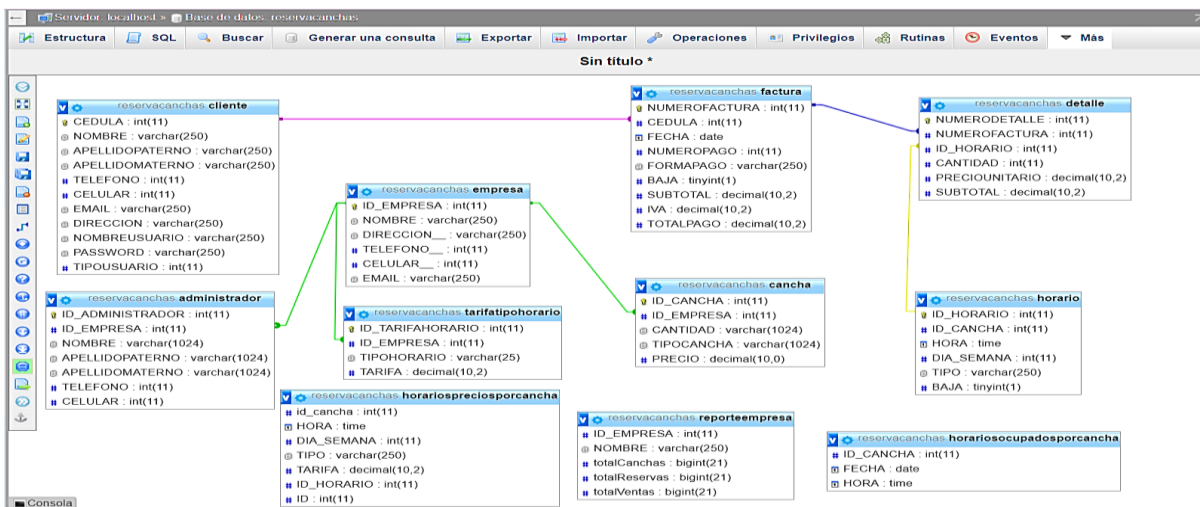 Servidor: localhost » Base de datos: reservacanchas
Estructura SQL Buscar Generar una consulta Exportar Importar Operaciones Privilegios Rutinas Eventos Más
Sin título *
reservacanchas cliente
CEDULA : int(11)
NOMBRE : varchar(250)
APELLIDOPATERNO : varchar(250)
APELLIDOMATERNO : varchar(250)
TELEFONO : int(11)
CELULAR : int(11)
EMAIL : varchar(250)
DIRECCION : varchar(250)
NOMBREUSUARIO : varchar(250)
PASSWORD : varchar(250)
TIPOUSUARIO : int(11)
reservacanchas factura
NUMEROFACTURA : int(11)
CEDULA : int(11)
FECHA : date
NUMEROPAGO : int(11)
FORMAPAGO : varchar(250)
BAJA : tinyint(1)
SUBTOTAL : decimal(10,2)
IVA : decimal(10,2)
TOTALPAGO : decimal(10,2)
reservacanchas detalle
NUMERODETALLE : int(11)
NUMEROFACTURA : int(11)
ID_HORARIO : int(11)
CANTIDAD : int(11)
PRECIOUNITARIO : decimal(10,2)
SUBTOTAL : decimal(10,2)
reservacanchas empresa
ID_EMPRESA : int(11)
NOMBRE : varchar(250)
DIRECCION__ : varchar(250)
TELEFONO__ : int(11)
CELULAR__ : int(11)
EMAIL : varchar(250)
reservacanchas administrador
ID_ADMINISTRADOR : int(11)
ID_EMPRESA : int(11)
NOMBRE : varchar(1024)
APELLIDOPATERNO : varchar(1024)
APELLIDOMATERNO : varchar(1024)
TELEFONO : int(11)
CELULAR : int(11)
reservacanchas tarifatipohorario
ID_TARIFAHORARIO : int(11)
ID_EMPRESA : int(11)
TIPOHORARIO : varchar(25)
TARIFA : decimal(10,2)
reservacanchas cancha
ID_CANCHA : int(11)
ID_EMPRESA : int(11)
CANTIDAD : varchar(1024)
TIPOCANCHA : varchar(1024)
PRECIO : decimal(10,0)
reservacanchas horario
ID_HORARIO : int(11)
ID_CANCHA : int(11)
HORA : time
DIA_SEMANA : int(11)
TIPO : varchar(250)
BAJA : tinyint(1)
reservacanchas horariospreciosporcancha
id_cancha : int(11)
HORA : time
DIA_SEMANA : int(11)
TIPO : varchar(250)
TARIFA : decimal(10,2)
ID_HORARIO : int(11)
ID : int(11)
reservacanchas reporteempresa
ID_EMPRESA : int(11)
NOMBRE : varchar(250)
totalCanchas : bigint(21)
totalReservas : bigint(21)
totalVentas : bigint(21)
reservacanchas horariosocupadosporcancha
ID_CANCHA : int(11)
FECHA : date
HORA : time
Consola